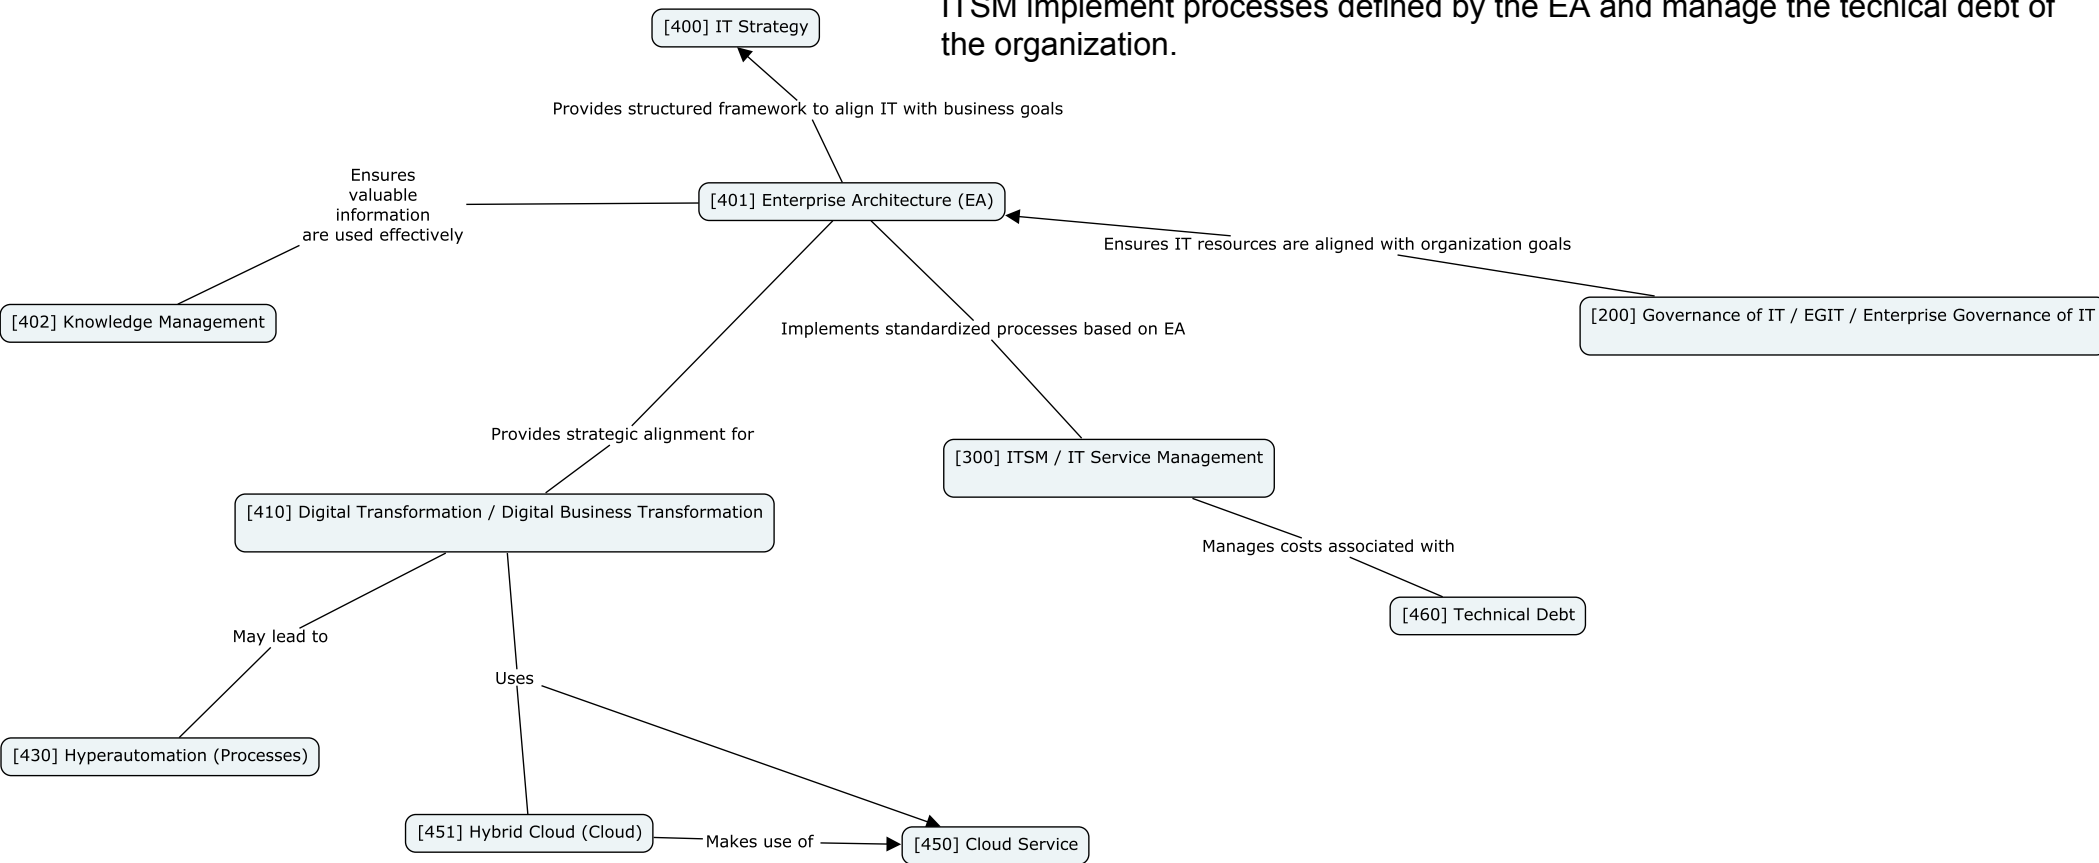 ITSM implement processes defined by the EA and manage the techical debt of
the organization.
[400] IT Strategy
Provides structured framework to align IT with business goals
Ensures
valuable
information
are used effectively
[401] Enterprise Architecture (EA)
Ensures IT resources are aligned with organization goals
[402] Knowledge Management
[200] Governance of IT / EGIT / Enterprise Governance of IT
Implements standardized processes based on EA
Provides strategic alignment for
[300] ITSM / IT Service Management
[410] Digital Transformation / Digital Business Transformation
Manages costs associated with
[460] Technical Debt
May lead to
Uses
[430] Hyperautomation (Processes)
[451] Hybrid Cloud (Cloud)
Makes use of
[450] Cloud Service